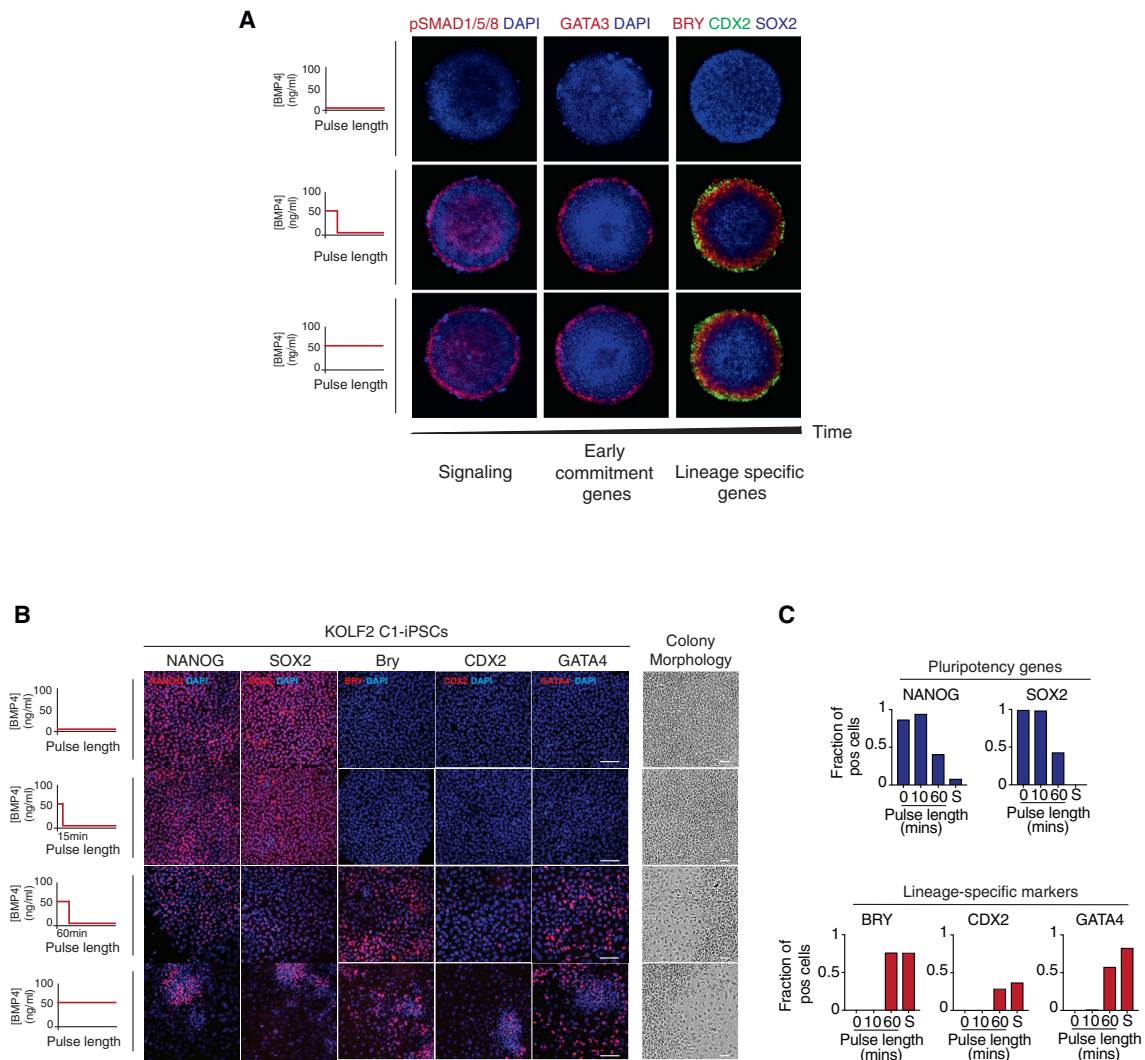 A
pSMAD1/5/8 DAPI
GATA3 DAPI
BRY CDX2 SOX2
[BMP4]
(ng/ml)
100
50
0
Pulse length
[BMP4]
(ng/ml)
100
50
0
Pulse length
[BMP4]
(ng/ml)
100
50
0
Pulse length
Time
Signaling
Early
commitment
genes
Lineage specific
genes
B
KOLF2 C1-iPSCs
NANOG
SOX2
Bry
CDX2
GATA4
Colony
Morphology
NANOG DAPI
SOX2 DAPI
BRY DAPI
CDX2 DAPI
GATA4 DAPI
[BMP4]
(ng/ml)
100
50
0
Pulse length
[BMP4]
(ng/ml)
100
50
0
15min
Pulse length
[BMP4]
(ng/ml)
100
50
0
60min
Pulse length
[BMP4]
(ng/ml)
100
50
0
Pulse length
C
Pluripotency genes
NANOG
SOX2
Fraction of
pos cells
1
0.5
0
0 10 60 S
Pulse length
(mins)
1
0.5
0
0 10 60 S
Pulse length
(mins)
Lineage-specific markers
BRY
CDX2
GATA4
Fraction of
pos cells
1
0.5
0
0 10 60 S
Pulse length
(mins)
1
0.5
0
0 10 60 S
Pulse length
(mins)
1
0.5
0
0 10 60 S
Pulse length
(mins)